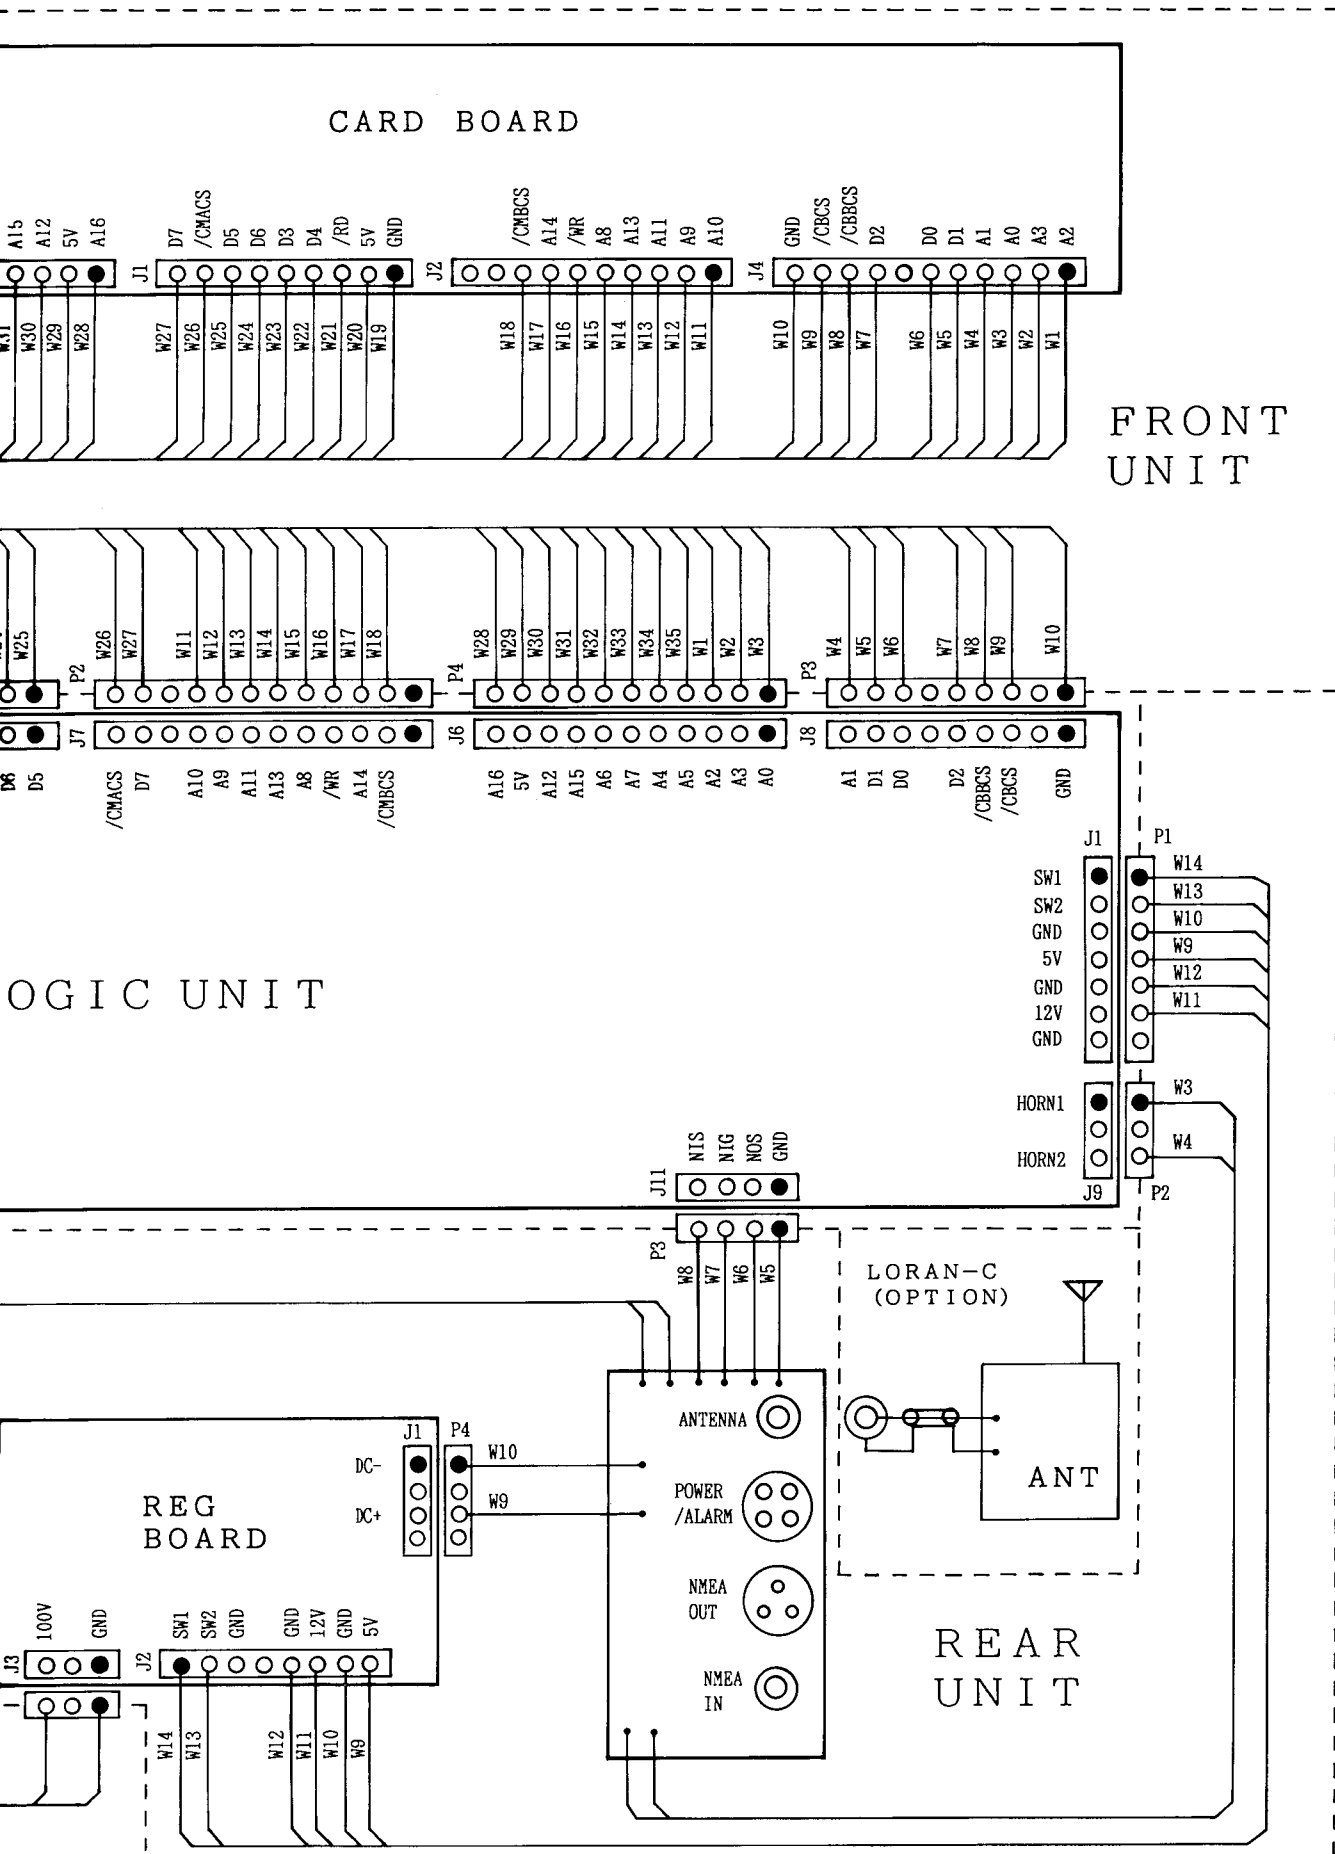 CARD BOARD
A15 A12 5V A16
J1
D7 /CMACS D5 D6 D3 D4 /RD 5V GND
J2
/CMBCS A14 /WR A8 A13 A11 A9 A10
J4
GND /CBCS /CBBCS D2 D0 D1 A1 A0 A3 A2
W31 W30 W29 W28
W27 W26 W25 W24 W23 W22 W21 W20 W19
W18 W17 W16 W15 W14 W13 W12 W11
W10 W9 W8 W7 W6 W5 W4 W3 W2 W1
FRONT
UNIT
W25
P2
W26 W27 W11 W12 W13 W14 W15 W16 W17 W18
P4
W28 W29 W30 W31 W32 W33 W34 W35 W1 W2 W3
P3
W4 W5 W6 W7 W8 W9 W10
J7
J6
J8
D6 D5
/CMACS D7 A10 A9 A11 A13 A8 /WR A14 /CMBCS
A16 5V A12 A15 A6 A7 A4 A5 A2 A3 A0
A1 D1 D0 D2 /CBBCS /CBCS GND
J1 P1
SW1 W14
SW2 W13
GND W10
5V W9
GND W12
12V W11
GND
OGIC UNIT
HORN1 W3
HORN2 W4
J9 P2
J11
NIS NIG NOS GND
P3
W8 W7 W6 W5
LORAN-C
(OPTION)
ANT
ANTENNA
POWER
/ALARM
NMEA
OUT
NMEA
IN
REG
BOARD
J1 P4
DC- W10
DC+ W9
J3
100V GND
J2
SW1 SW2 GND GND 12V GND 5V
W14 W13 W12 W11 W10 W9
REAR
UNIT